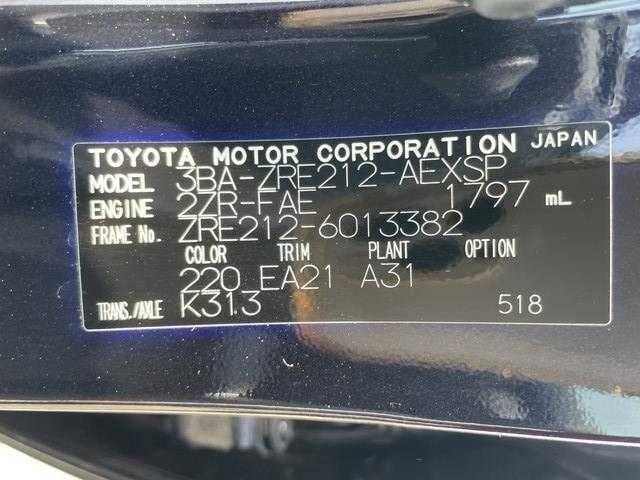 TOYOTA MOTOR CORPORATION JAPAN
MODEL 3BA-ZRE212-AEXSP
ENGINE 2ZR-FAE 1797 mL
FRAME No. ZRE212-6013382
COLOR TRIM PLANT OPTION
220 EA21 A31
TRANS./AXLE K313 518